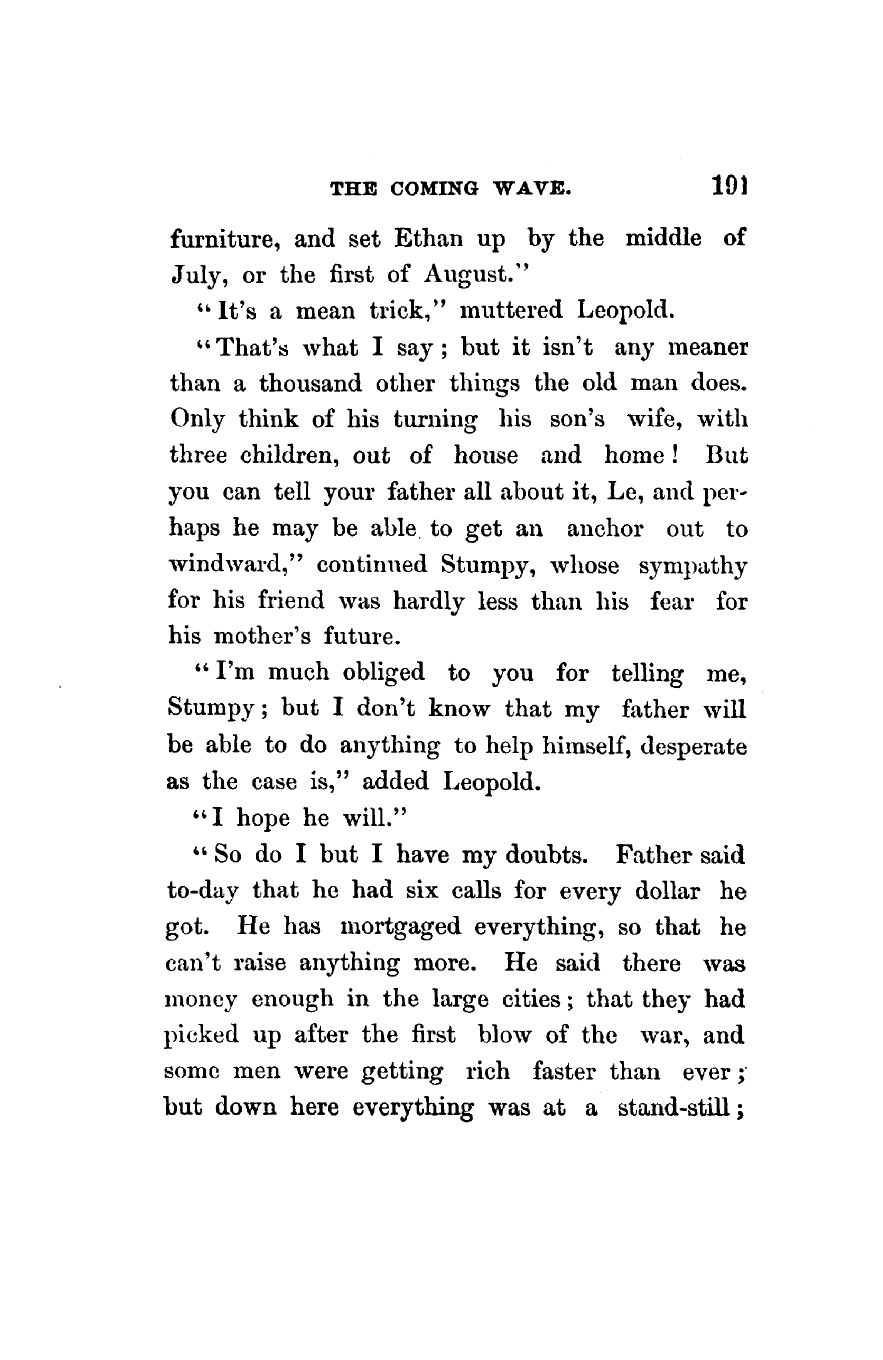 THE COMING WAVE. 101
furniture, and set Ethan up by the middle of
July, or the first of August."
"It's a mean trick," muttered Leopold.
"That's what I say; but it isn't any meaner
than a thousand other things the old man does.
Only think of his turning his son's wife, with
three children, out of house and home! But
you can tell your father all about it, Le, and per-
haps he may be able to get an anchor out to
windward," continued Stumpy, whose sympathy
for his friend was hardly less than his fear for
his mother's future.
"I'm much obliged to you for telling me,
Stumpy; but I don't know that my father will
be able to do anything to help himself, desperate
as the case is," added Leopold.
"I hope he will."
"So do I but I have my doubts. Father said
to-day that he had six calls for every dollar he
got. He has mortgaged everything, so that he
can't raise anything more. He said there was
money enough in the large cities; that they had
picked up after the first blow of the war, and
some men were getting rich faster than ever;
but down here everything was at a stand-still;